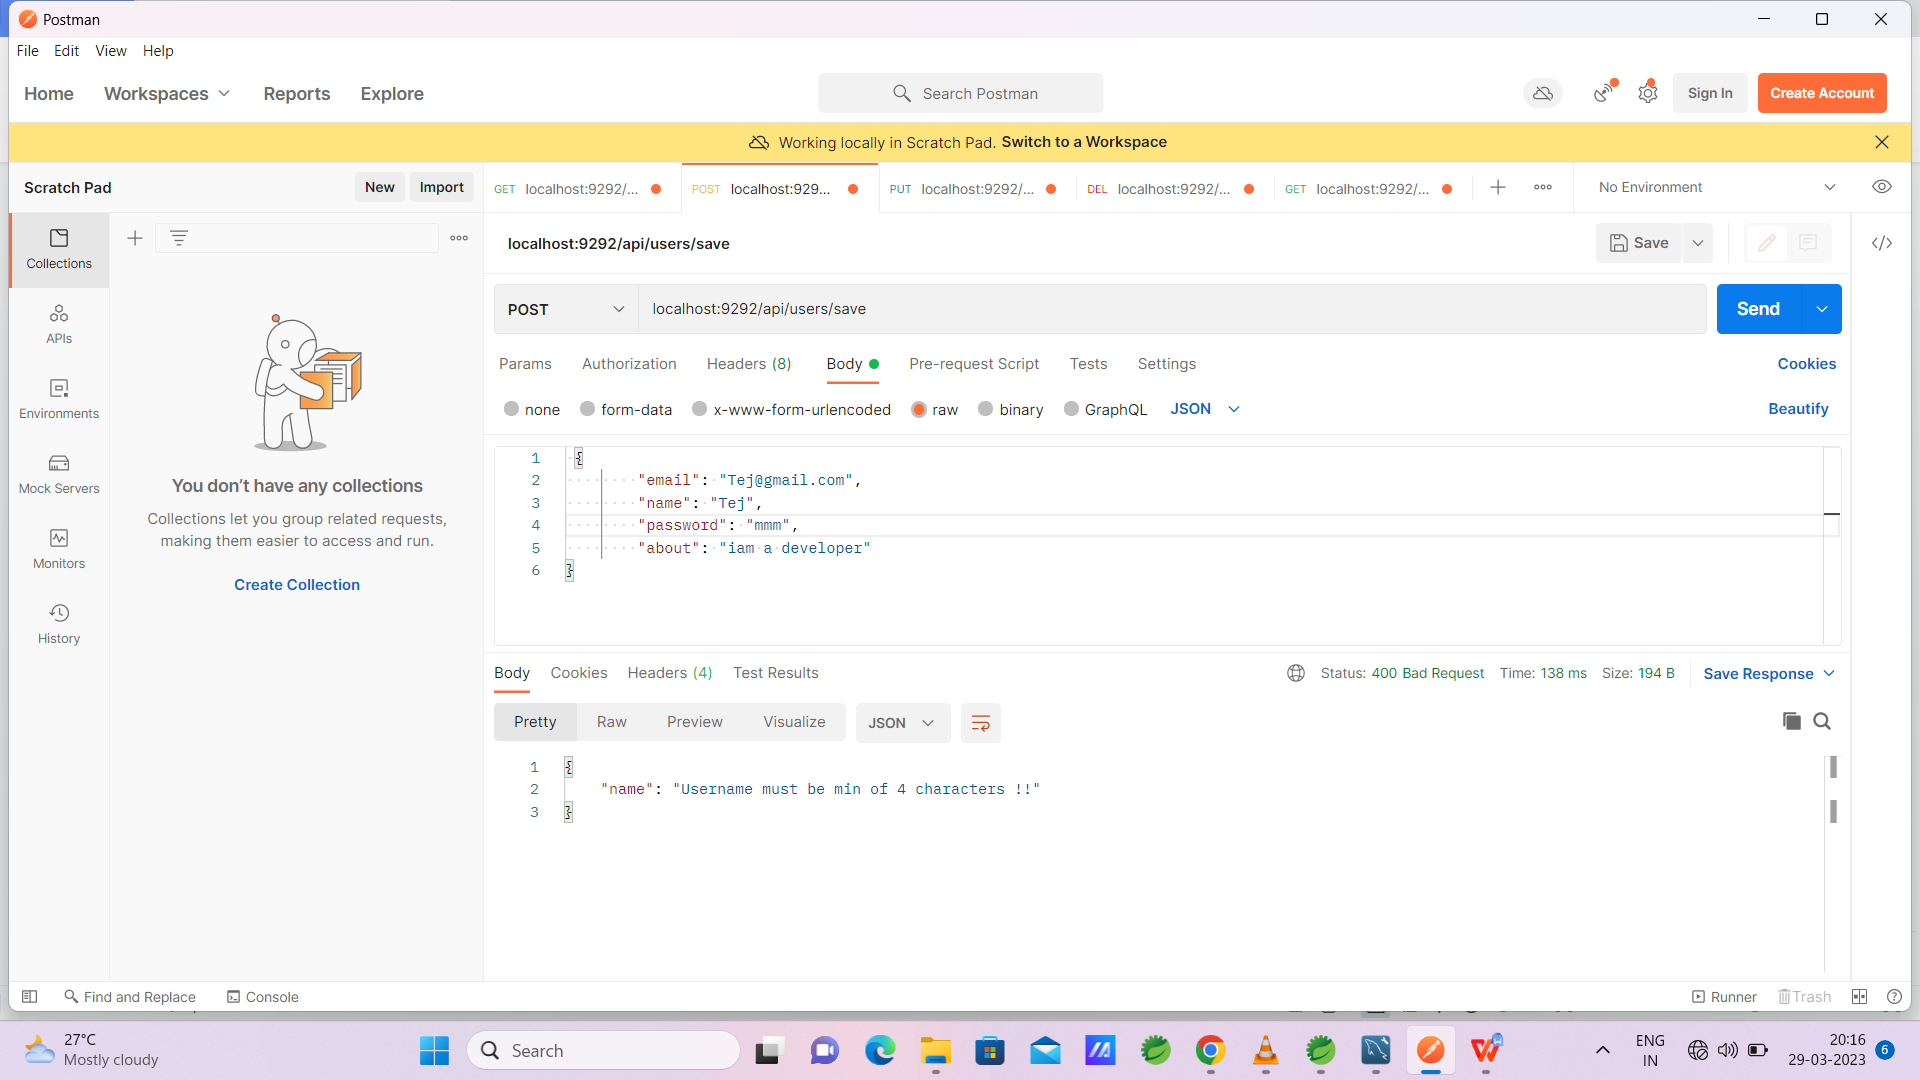 Postman
File Edit View Help
Home Workspaces Reports Explore Search Postman Sign In Create Account
Working locally in Scratch Pad. Switch to a Workspace
Scratch Pad New Import GET localhost:9292/... POST localhost:929... PUT localhost:9292/... DEL localhost:9292/... GET localhost:9292/... No Environment
localhost:9292/api/users/save Save
Collections
APIs
Environments
Mock Servers
Monitors
History
You don't have any collections
Collections let you group related requests,
making them easier to access and run.
Create Collection
POST localhost:9292/api/users/save Send
Params Authorization Headers (8) Body Pre-request Script Tests Settings Cookies
none form-data x-www-form-urlencoded raw binary GraphQL JSON Beautify
1 {
2 "email": "Tej@gmail.com",
3 "name": "Tej",
4 "password": "mmm",
5 "about": "iam a developer"
6 }
Body Cookies Headers (4) Test Results Status: 400 Bad Request Time: 138 ms Size: 194 B Save Response
Pretty Raw Preview Visualize JSON
1 {
2 "name": "Username must be min of 4 characters !!"
3 }
Find and Replace Console Runner Trash
27°C
Mostly cloudy
Search
ENG
IN
20:16
29-03-2023
6